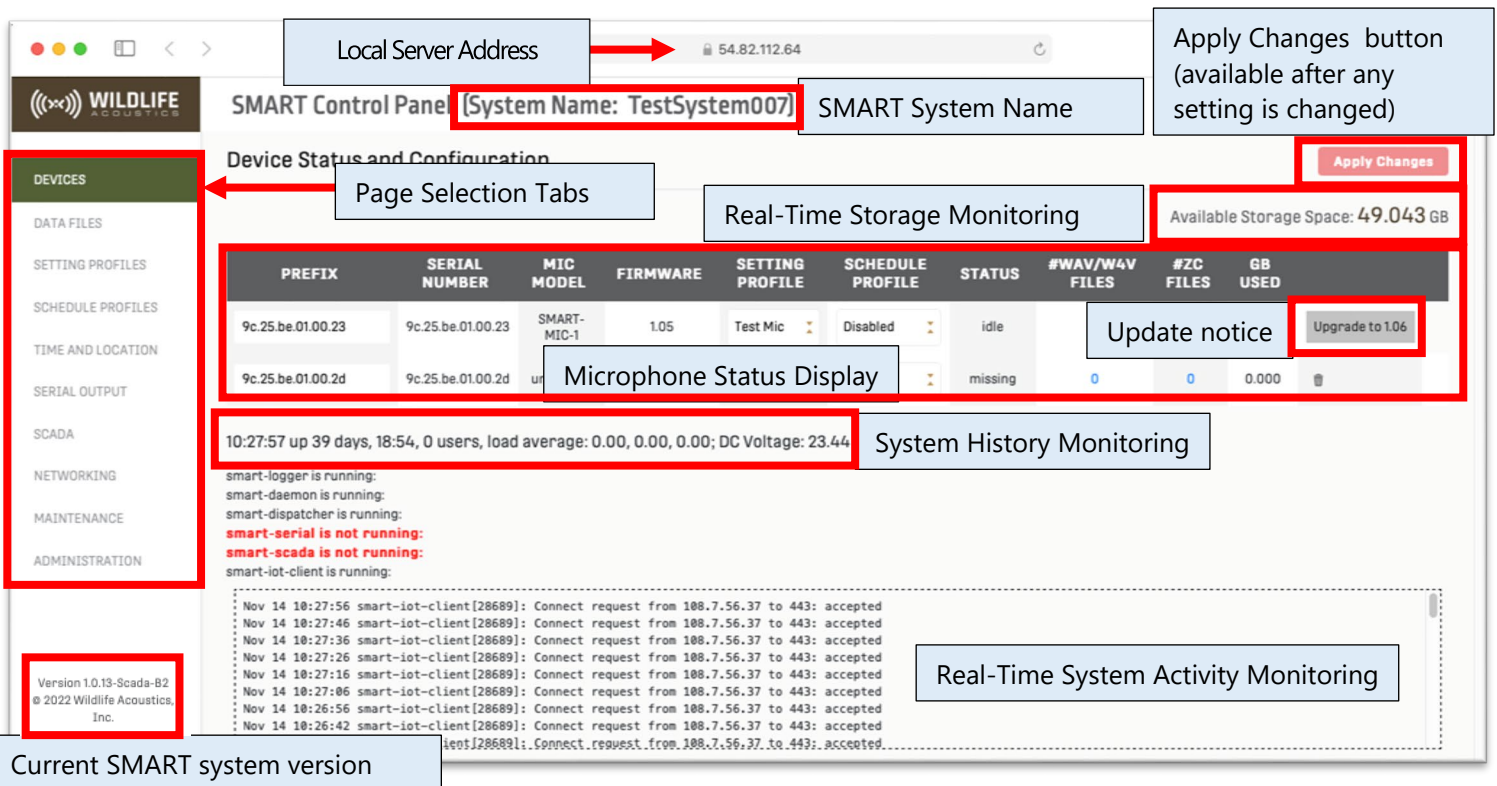 Local Server Address
54.82.112.64
Apply Changes button
(available after any
setting is changed)
WILDLIFE
ACOUSTICS
SMART Control Panel [System Name: TestSystem007]
SMART System Name
Device Status and Configuration
Apply Changes
Page Selection Tabs
Real-Time Storage Monitoring
Available Storage Space: 49.043 GB
DEVICES
DATA FILES
SETTING PROFILES
SCHEDULE PROFILES
TIME AND LOCATION
SERIAL OUTPUT
SCADA
NETWORKING
MAINTENANCE
ADMINISTRATION
PREFIX SERIAL NUMBER MIC MODEL FIRMWARE SETTING PROFILE SCHEDULE PROFILE STATUS #WAV/W4V FILES #ZC FILES GB USED
9c.25.be.01.00.23 9c.25.be.01.00.23 SMART-MIC-1 1.05 Test Mic Disabled idle Upgrade to 1.06
Update notice
9c.25.be.01.00.2d 9c.25.be.01.00.2d missing 0 0 0.000
Microphone Status Display
10:27:57 up 39 days, 18:54, 0 users, load average: 0.00, 0.00, 0.00; DC Voltage: 23.44
System History Monitoring
smart-logger is running:
smart-daemon is running:
smart-dispatcher is running:
smart-serial is not running:
smart-scada is not running:
smart-iot-client is running:
Nov 14 10:27:56 smart-iot-client[28689]: Connect request from 108.7.56.37 to 443: accepted
Nov 14 10:27:46 smart-iot-client[28689]: Connect request from 108.7.56.37 to 443: accepted
Nov 14 10:27:36 smart-iot-client[28689]: Connect request from 108.7.56.37 to 443: accepted
Nov 14 10:27:26 smart-iot-client[28689]: Connect request from 108.7.56.37 to 443: accepted
Nov 14 10:27:16 smart-iot-client[28689]: Connect request from 108.7.56.37 to 443: accepted
Nov 14 10:27:06 smart-iot-client[28689]: Connect request from 108.7.56.37 to 443: accepted
Nov 14 10:26:56 smart-iot-client[28689]: Connect request from 108.7.56.37 to 443: accepted
Nov 14 10:26:42 smart-iot-client[28689]: Connect request from 108.7.56.37 to 443: accepted
ient[28689]: Connect request from 108.7.56.37 to 443: accepted
Real-Time System Activity Monitoring
Version 1.0.13-Scada-B2
© 2022 Wildlife Acoustics,
Inc.
Current SMART system version